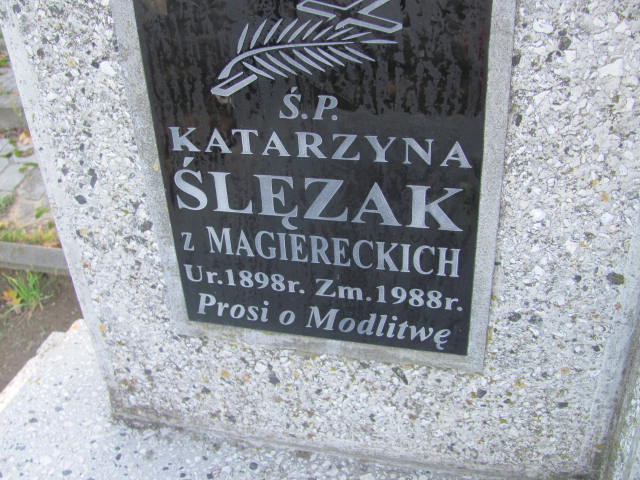 Ś.P.
KATARZYNA
ŚLĘZAK
z MAGIERECKICH
Ur.1898r. Zm.1988r.
Prosi o Modlitwę